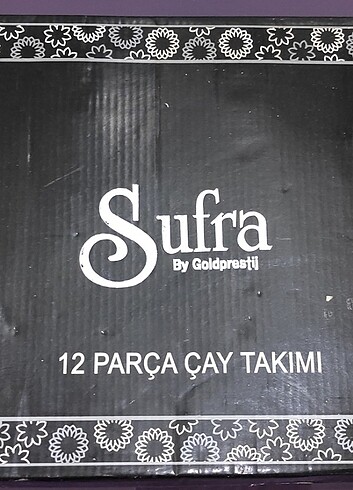 Sufra
By Goldprestij
12 PARÇA ÇAY TAKIMI